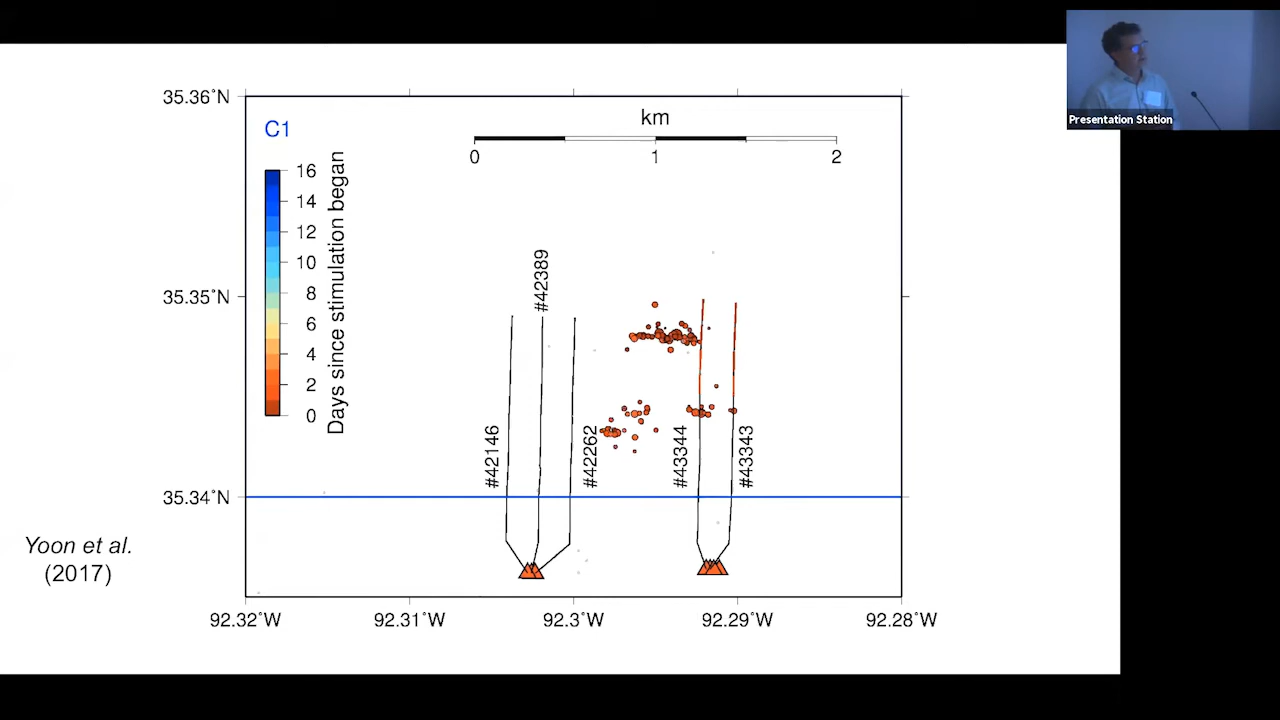 Presentation Station
35.36°N
C1
km
0
1
2
16
14
12
10
8
6
4
2
0
Days since stimulation began
35.35°N
#42389
#42146
#42262
#43344
#43343
35.34°N
Yoon et al.
(2017)
92.32°W
92.31°W
92.3°W
92.29°W
92.28°W